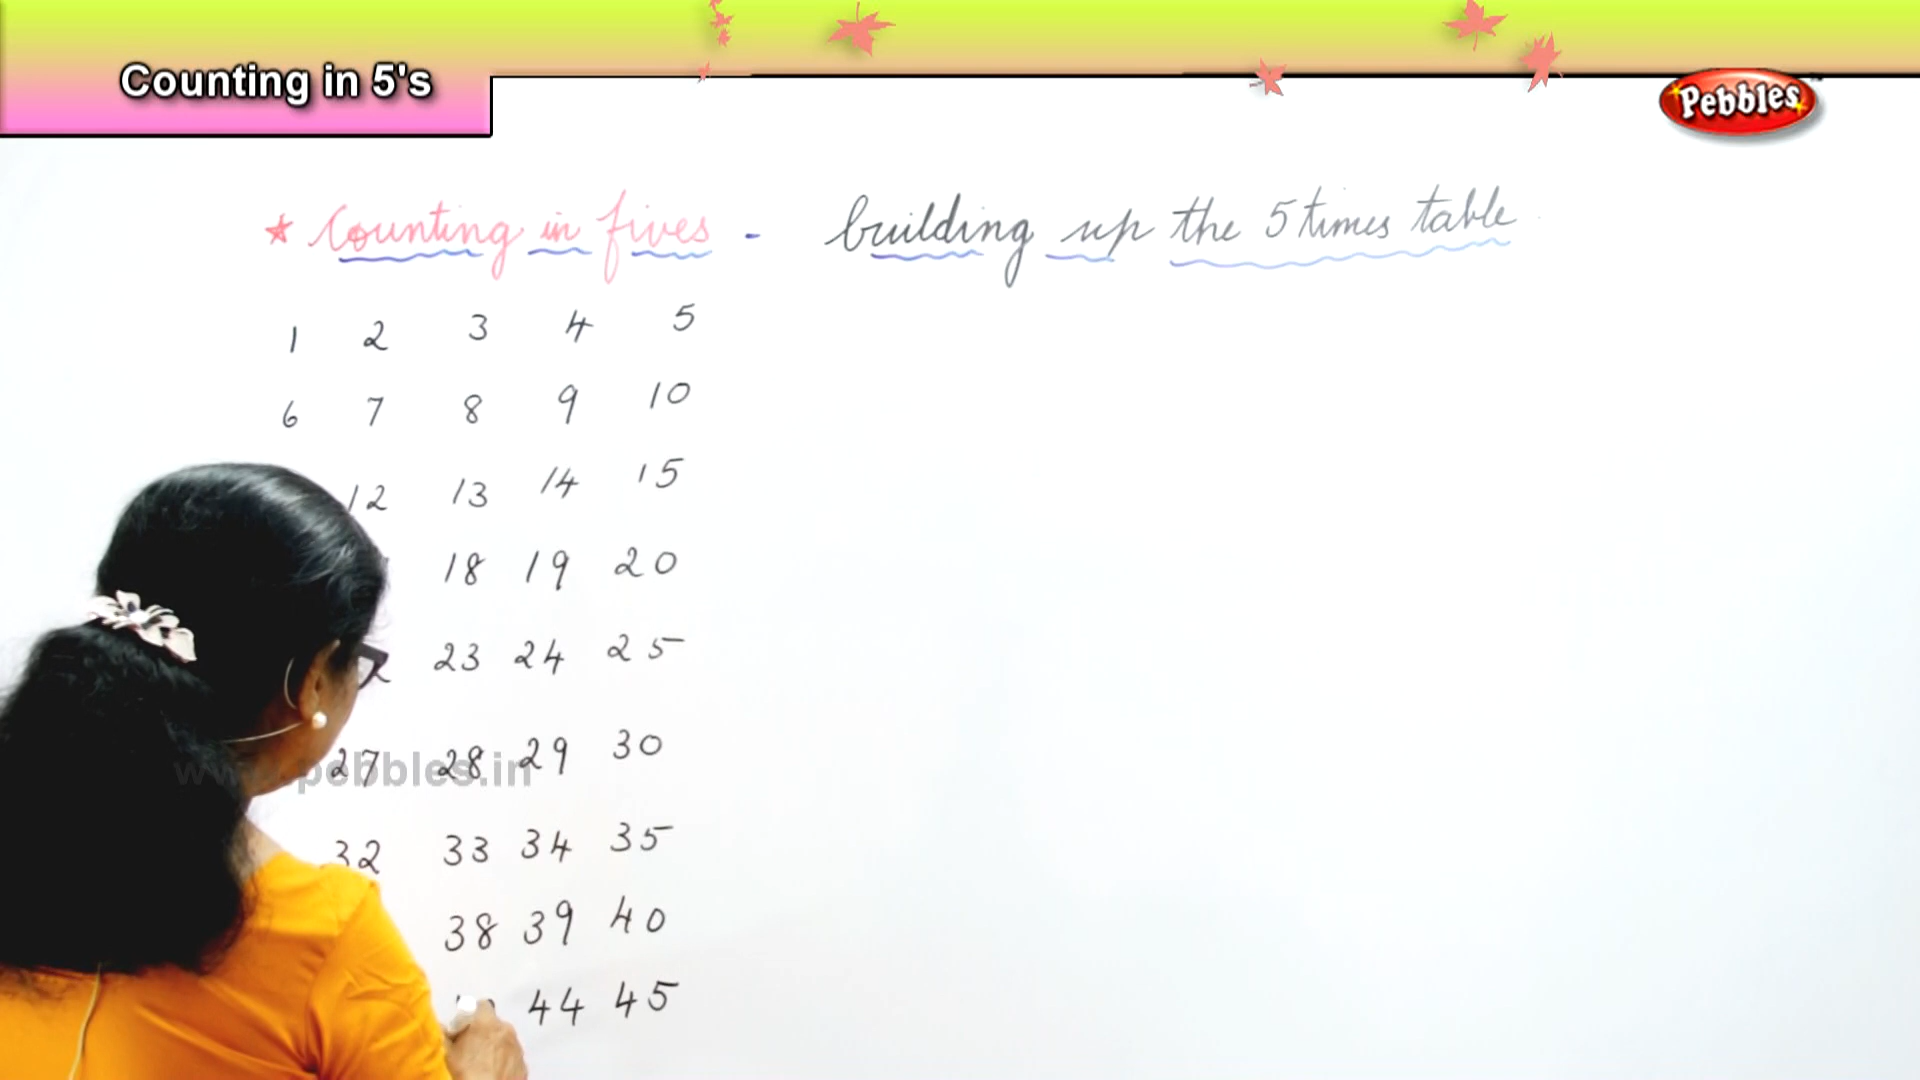 Counting in 5's
Pebbles
* Counting in fives - building up the 5 times table
1 2 3 4 5
6 7 8 9 10
12 13 14 15
18 19 20
23 24 25
27 28 29 30
32 33 34 35
38 39 40
44 45
www.pebbles.in